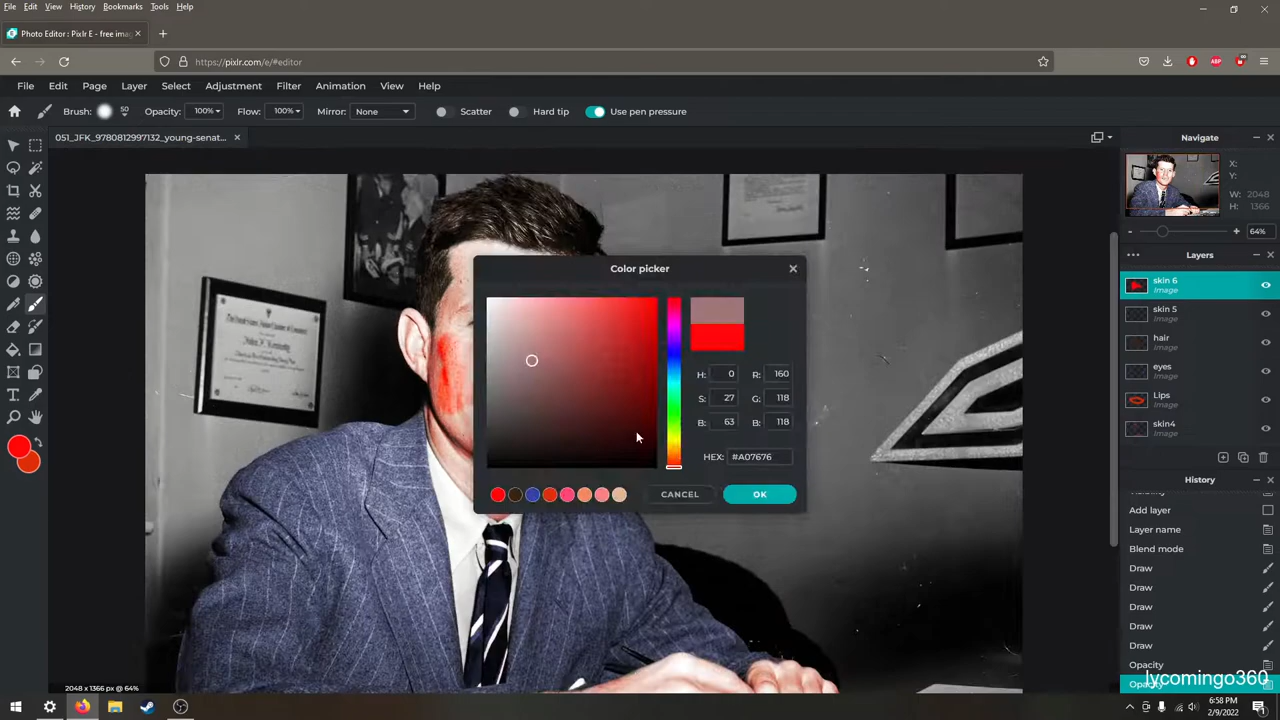 File Edit View History Bookmarks Tools Help
Photo Editor : Pixlr E - free imag
https://pixlr.com/e/#editor
ABP
File Edit Page Layer Select Adjustment Filter Animation View Help
Brush: 50 Opacity: 100% Flow: 100% Mirror: None Scatter Hard tip Use pen pressure
051_JFK_9780812997132_young-senat...
Navigate
X:
Y:
W: 2048
H: 1366
64%
Layers
skin 6
Image
skin 5
Image
hair
Image
eyes
Image
Lips
Image
skin4
Image
Color picker
H: 0 R: 160
S: 27 G: 118
B: 63 B: 118
HEX: #A07676
CANCEL OK
History
Add layer
Layer name
Blend mode
Draw
Draw
Draw
Draw
Draw
Opacity
Opacity
lycomingo360
2048 x 1366 px @ 64%
6:58 PM
2/9/2022